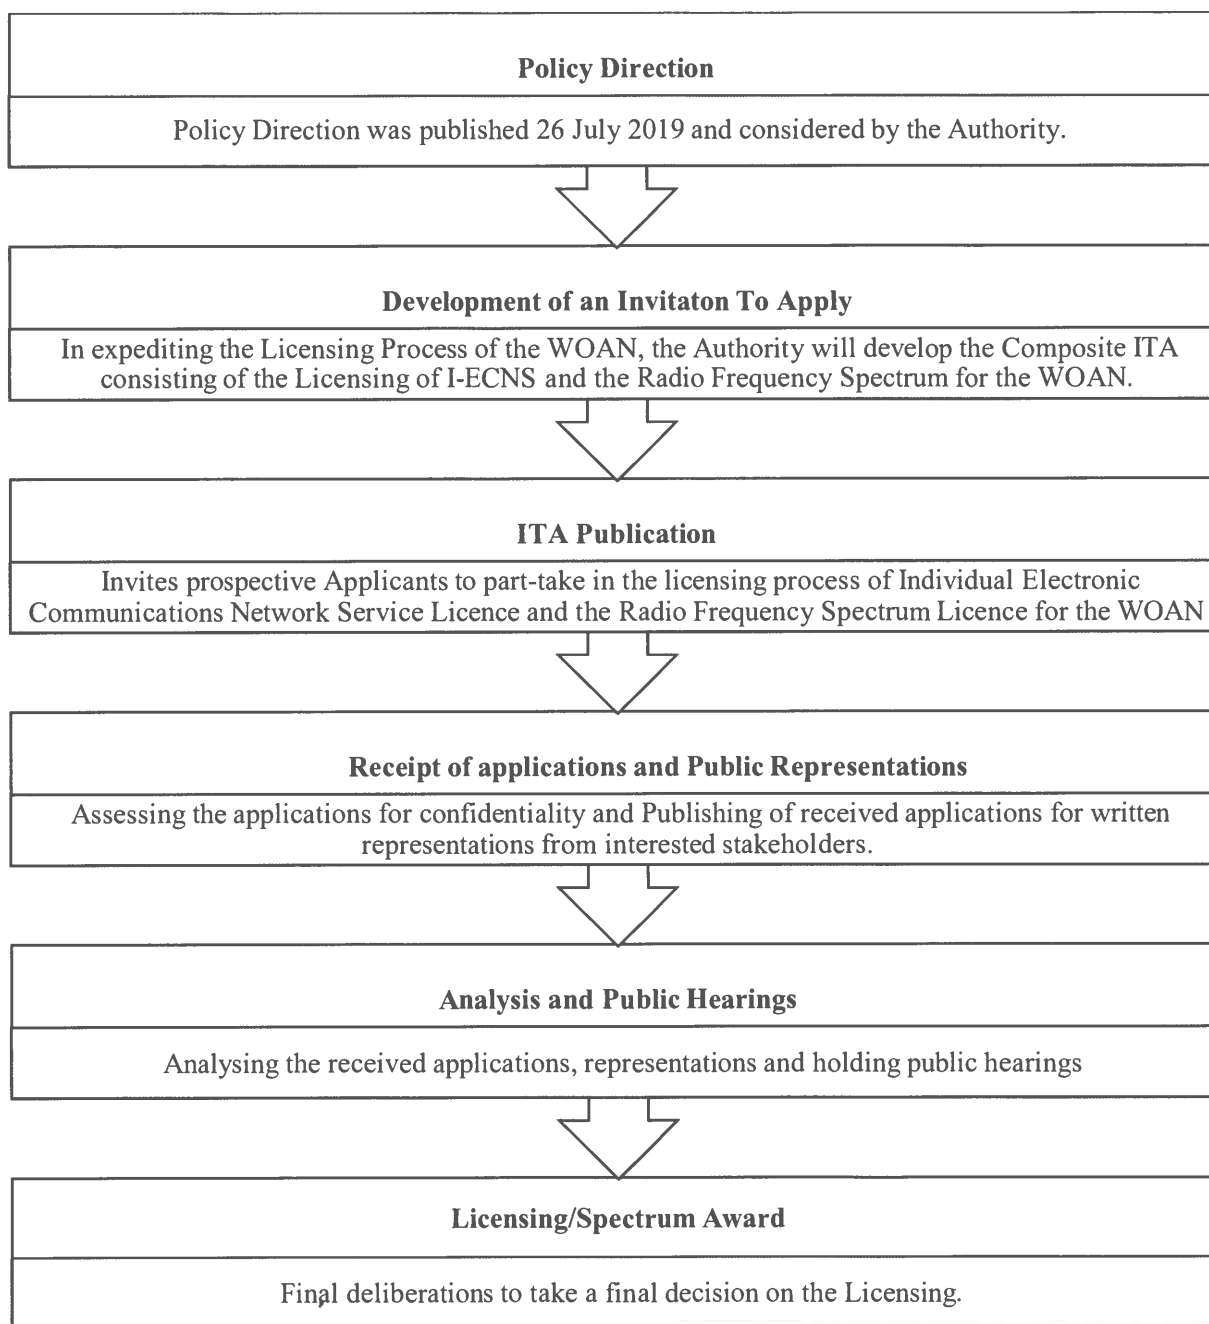 Policy Direction
Policy Direction was published 26 July 2019 and considered by the Authority.
Development of an Invitaton To Apply
In expediting the Licensing Process of the WOAN, the Authority will develop the Composite ITA
consisting of the Licensing of I-ECNS and the Radio Frequency Spectrum for the WOAN.
ITA Publication
Invites prospective Applicants to part-take in the licensing process of Individual Electronic
Communications Network Service Licence and the Radio Frequency Spectrum Licence for the WOAN
Receipt of applications and Public Representations
Assessing the applications for confidentiality and Publishing of received applications for written
representations from interested stakeholders.
Analysis and Public Hearings
Analysing the received applications, representations and holding public hearings
Licensing/Spectrum Award
Final deliberations to take a final decision on the Licensing.